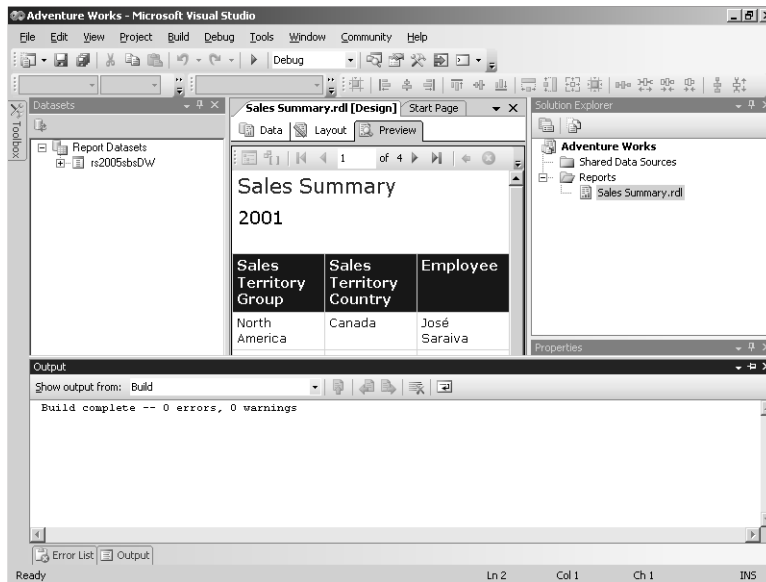 Adventure Works - Microsoft Visual Studio
File Edit View Project Build Debug Tools Window Community Help
Debug
Toolbox
Datasets
Report Datasets
rs2005sbsDW
Sales Summary.rdl [Design] Start Page
Data Layout Preview
1 of 4
Sales Summary
2001
Sales Territory Group
Sales Territory Country
Employee
North America
Canada
José Saraiva
Solution Explorer
Adventure Works
Shared Data Sources
Reports
Sales Summary.rdl
Properties
Output
Show output from: Build
Build complete -- 0 errors, 0 warnings
Error List Output
Ready Ln 2 Col 1 Ch 1 INS